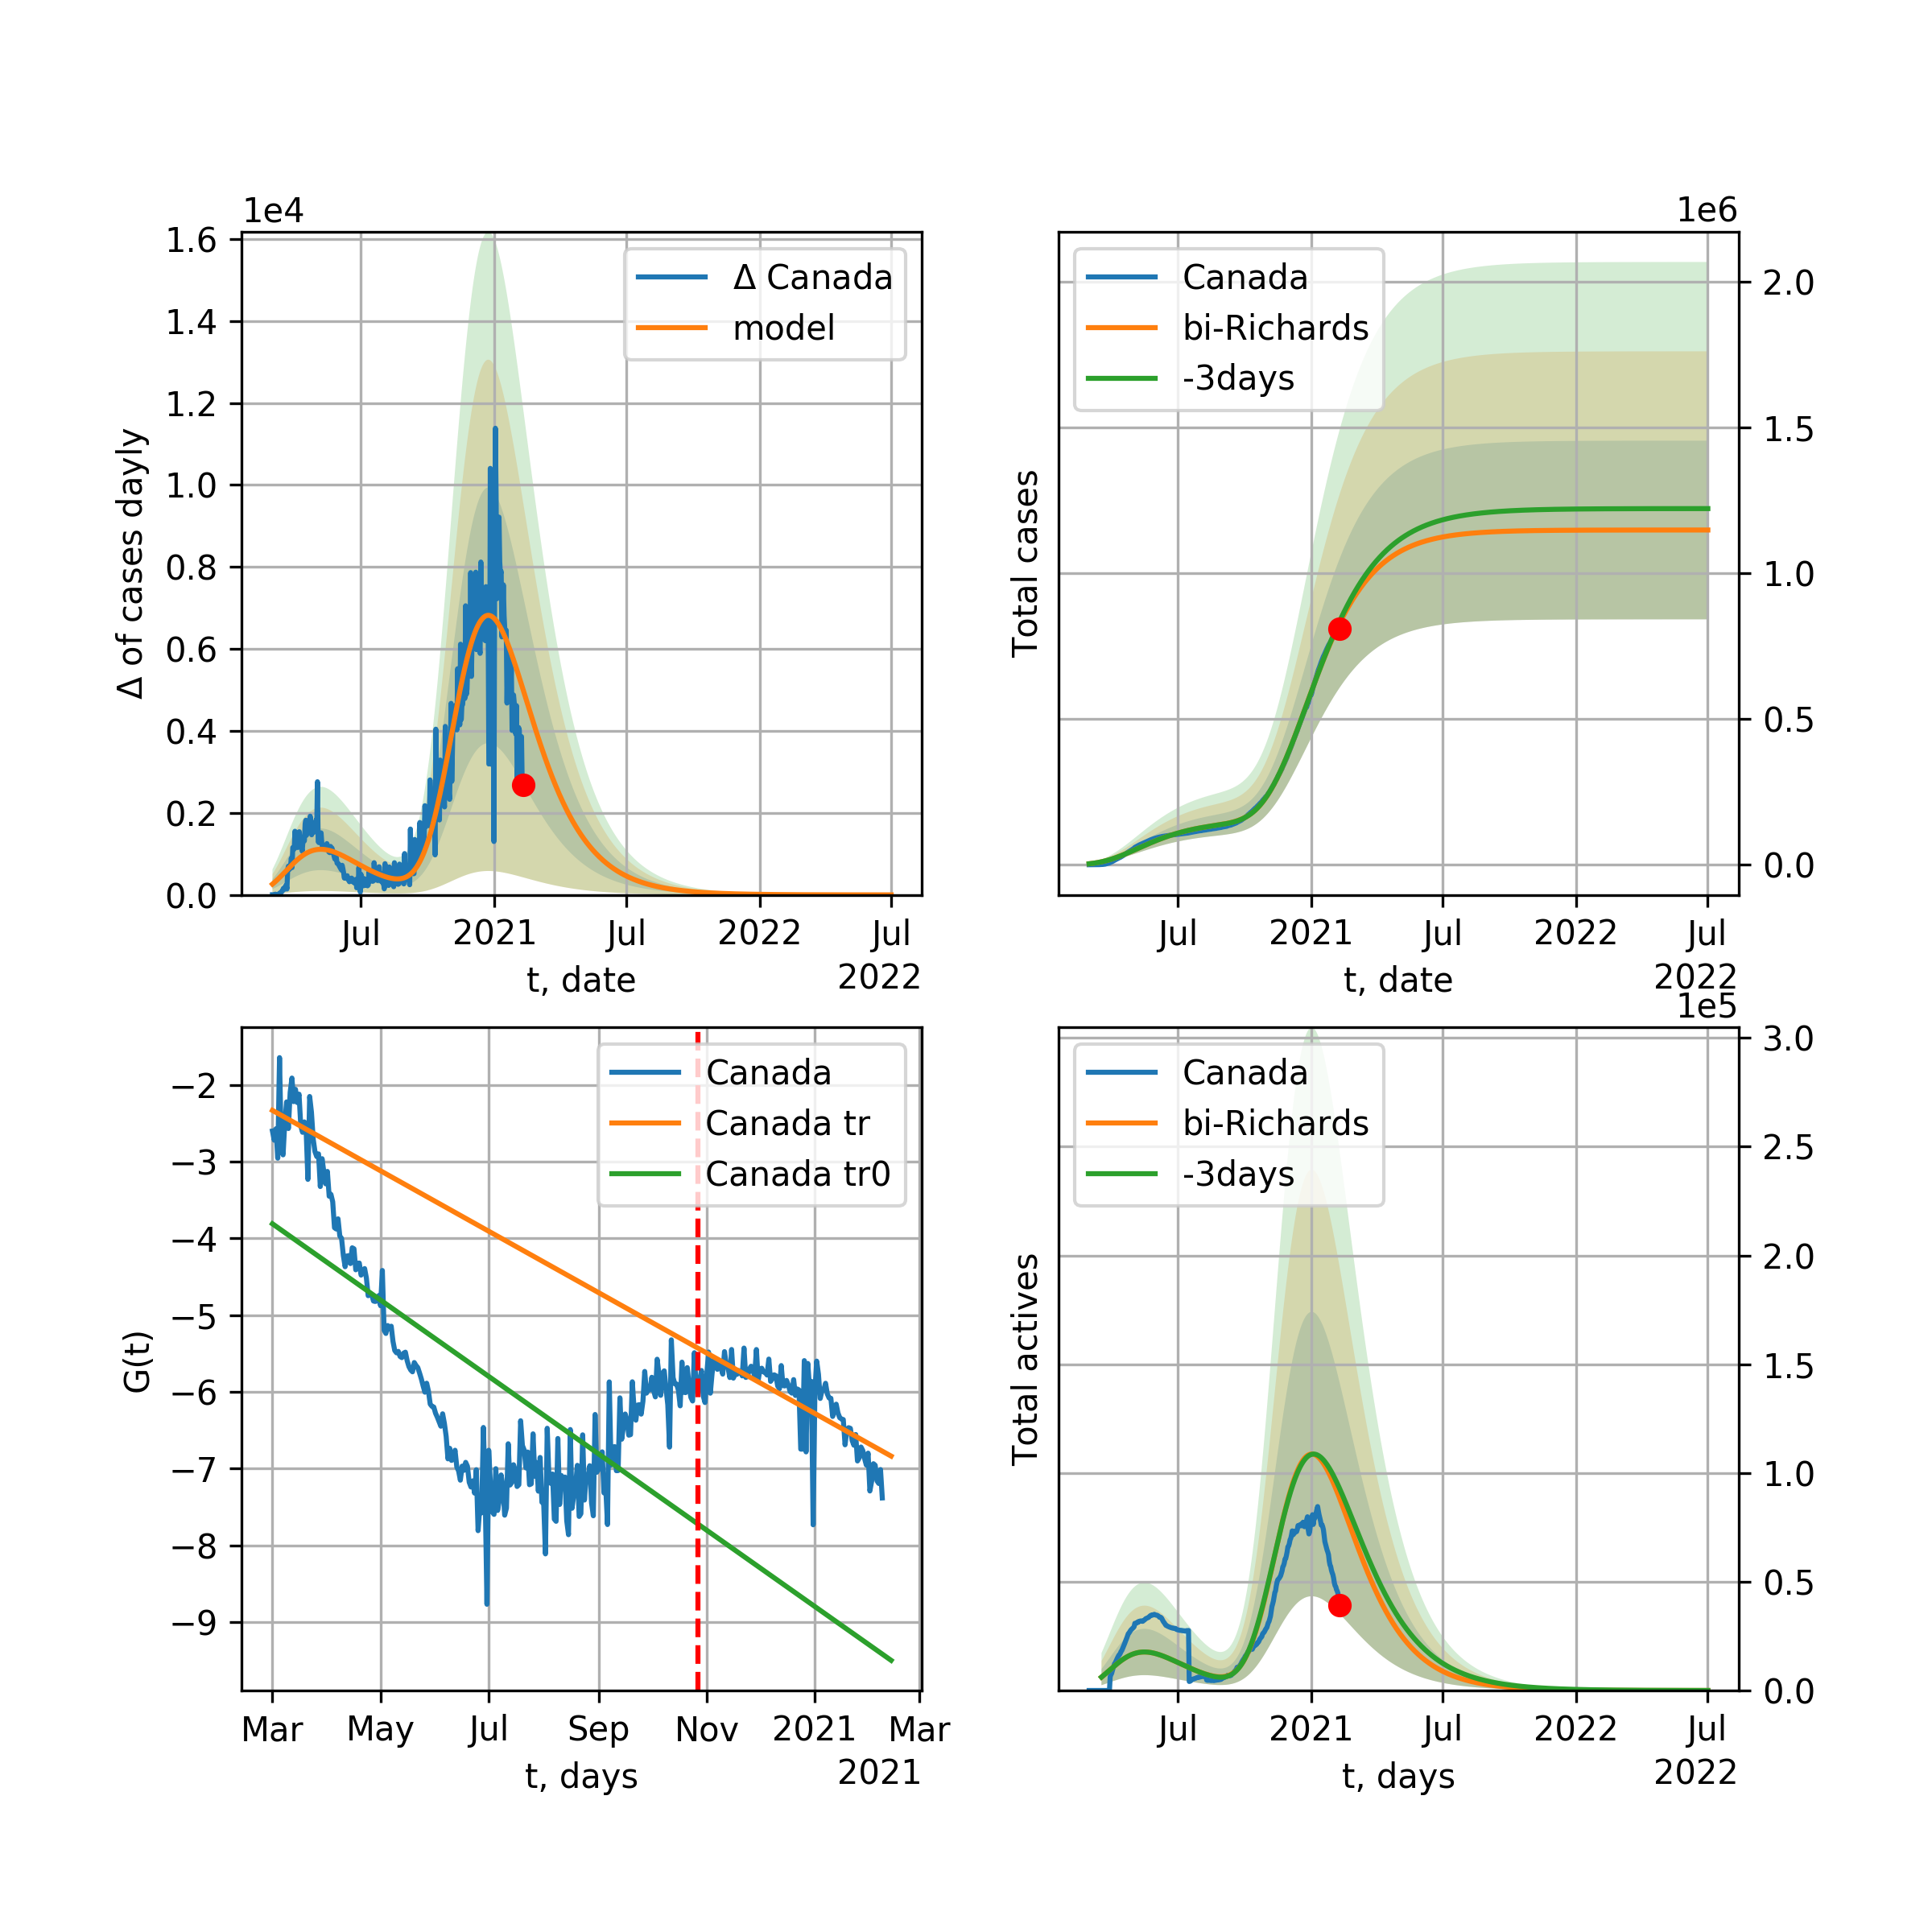 1e4
1.6
1.4
1.2
1.0
0.8
0.6
0.4
0.2
0.0
Δ of cases dayly
Δ Canada
model
Jul
2021
Jul
2022
Jul
2022
t, date
1e6
Canada
bi-Richards
-3days
Total cases
2.0
1.5
1.0
0.5
0.0
Jul
2021
Jul
2022
Jul
2022
t, date
−2
−3
−4
−5
−6
−7
−8
−9
G(t)
Canada
Canada tr
Canada tr0
Mar
May
Jul
Sep
Nov
2021
Mar
2021
t, days
1e5
Canada
bi-Richards
-3days
Total actives
3.0
2.5
2.0
1.5
1.0
0.5
0.0
Jul
2021
Jul
2022
Jul
2022
t, days